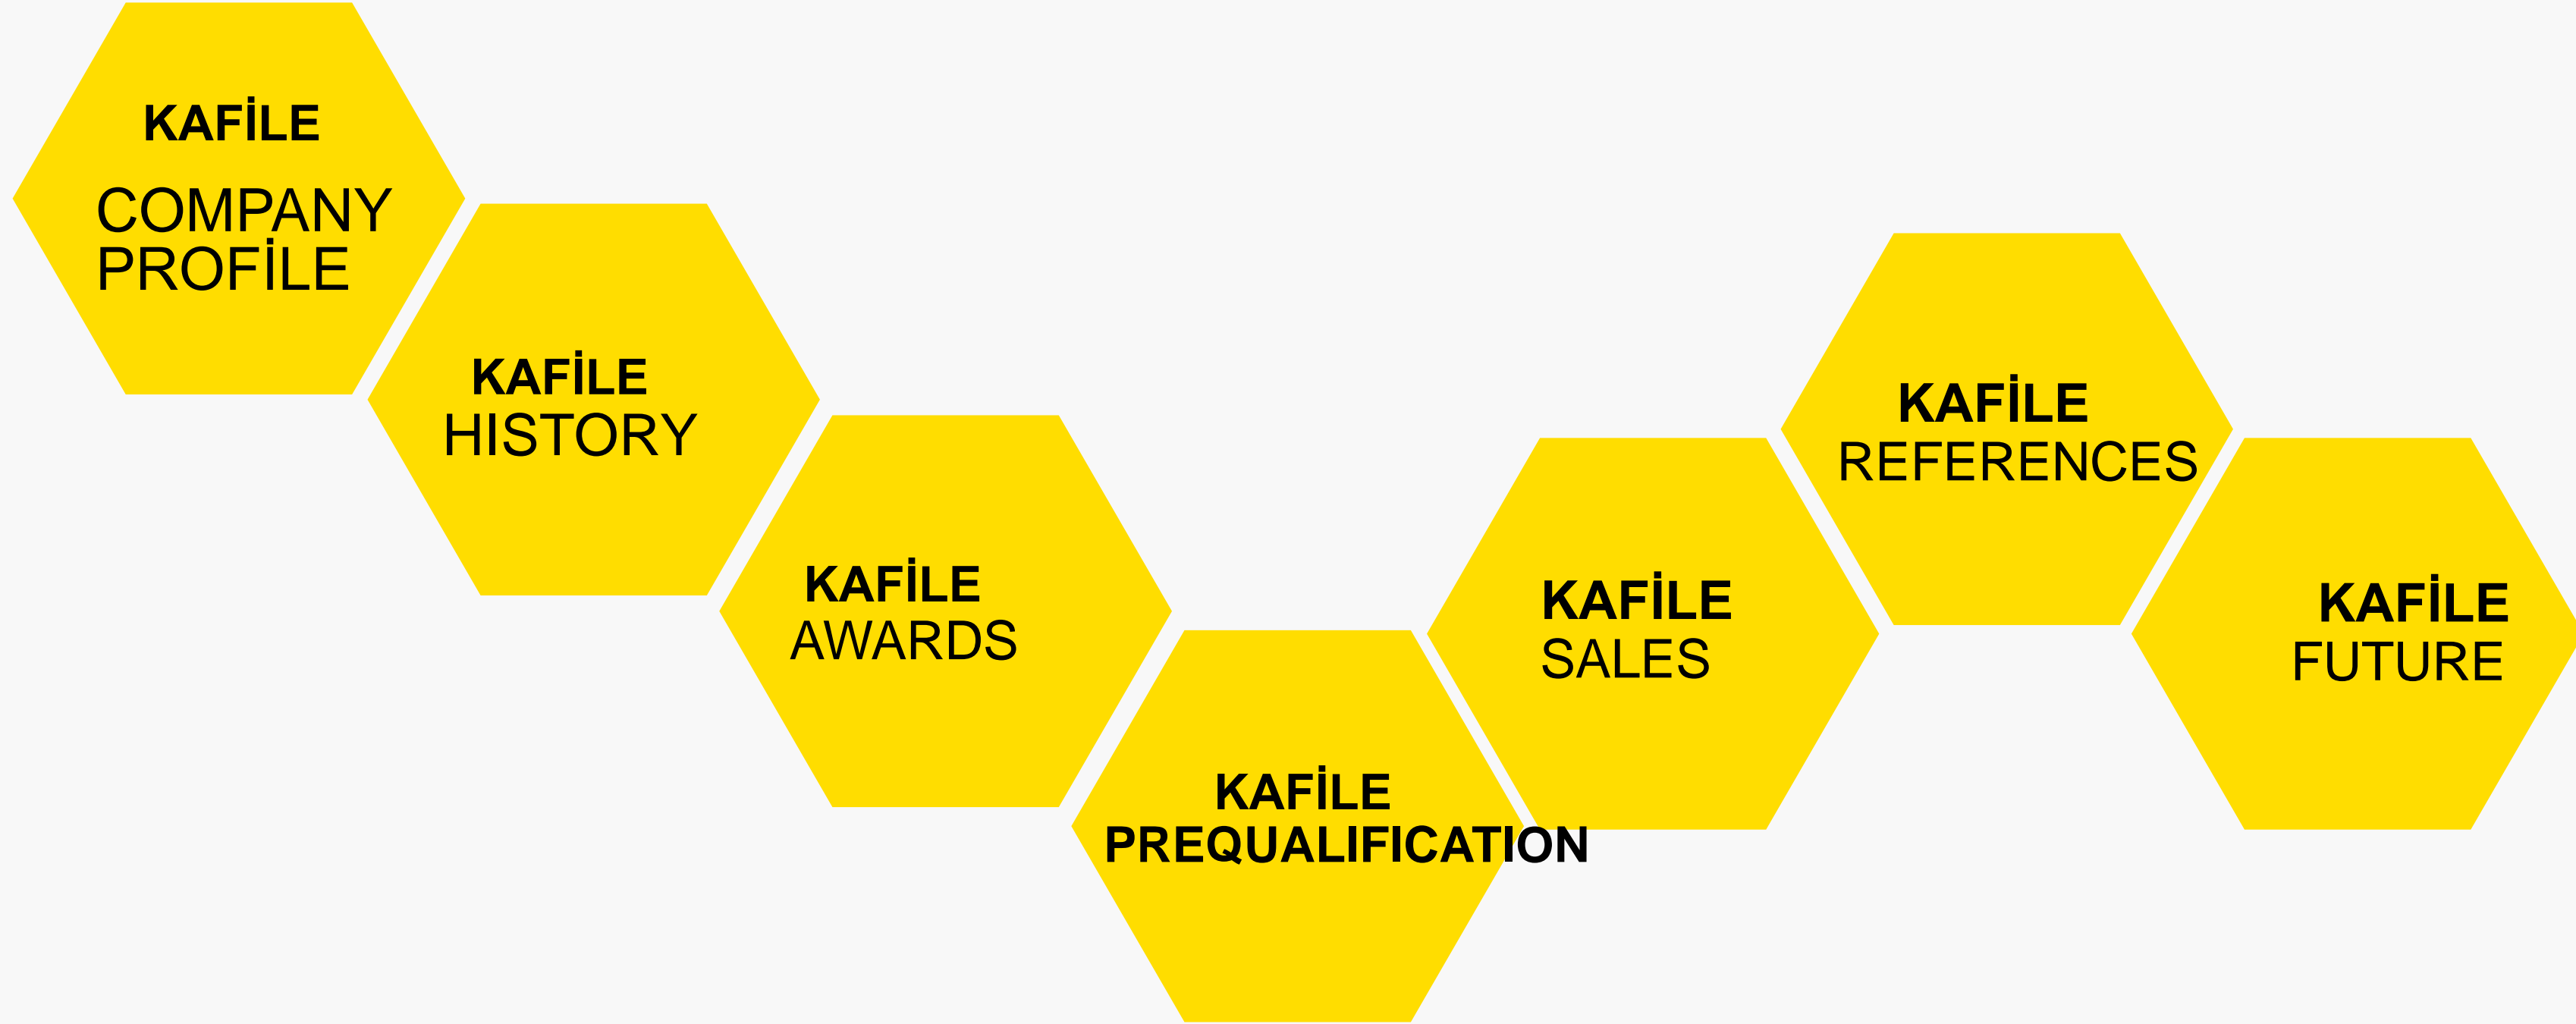 KAFİLE
COMPANY
PROFİLE
KAFİLE
HISTORY
KAFİLE
AWARDS
KAFİLE
PREQUALIFICATION
KAFİLE
SALES
KAFİLE
REFERENCES
KAFİLE
FUTURE